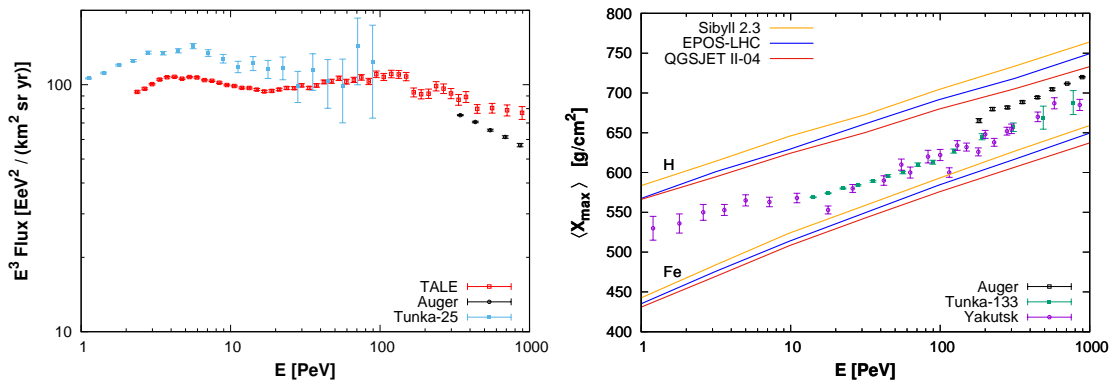 E³ Flux [EeV² / (km² sr yr)]
100
10
TALE
Auger
Tunka-25
1 10 100 1000
E [PeV]
⟨X_max⟩ [g/cm²]
800
750
700
650
600
550
500
450
400
Sibyll 2.3
EPOS-LHC
QGSJET II-04
H
Fe
Auger
Tunka-133
Yakutsk
1 10 100 1000
E [PeV]